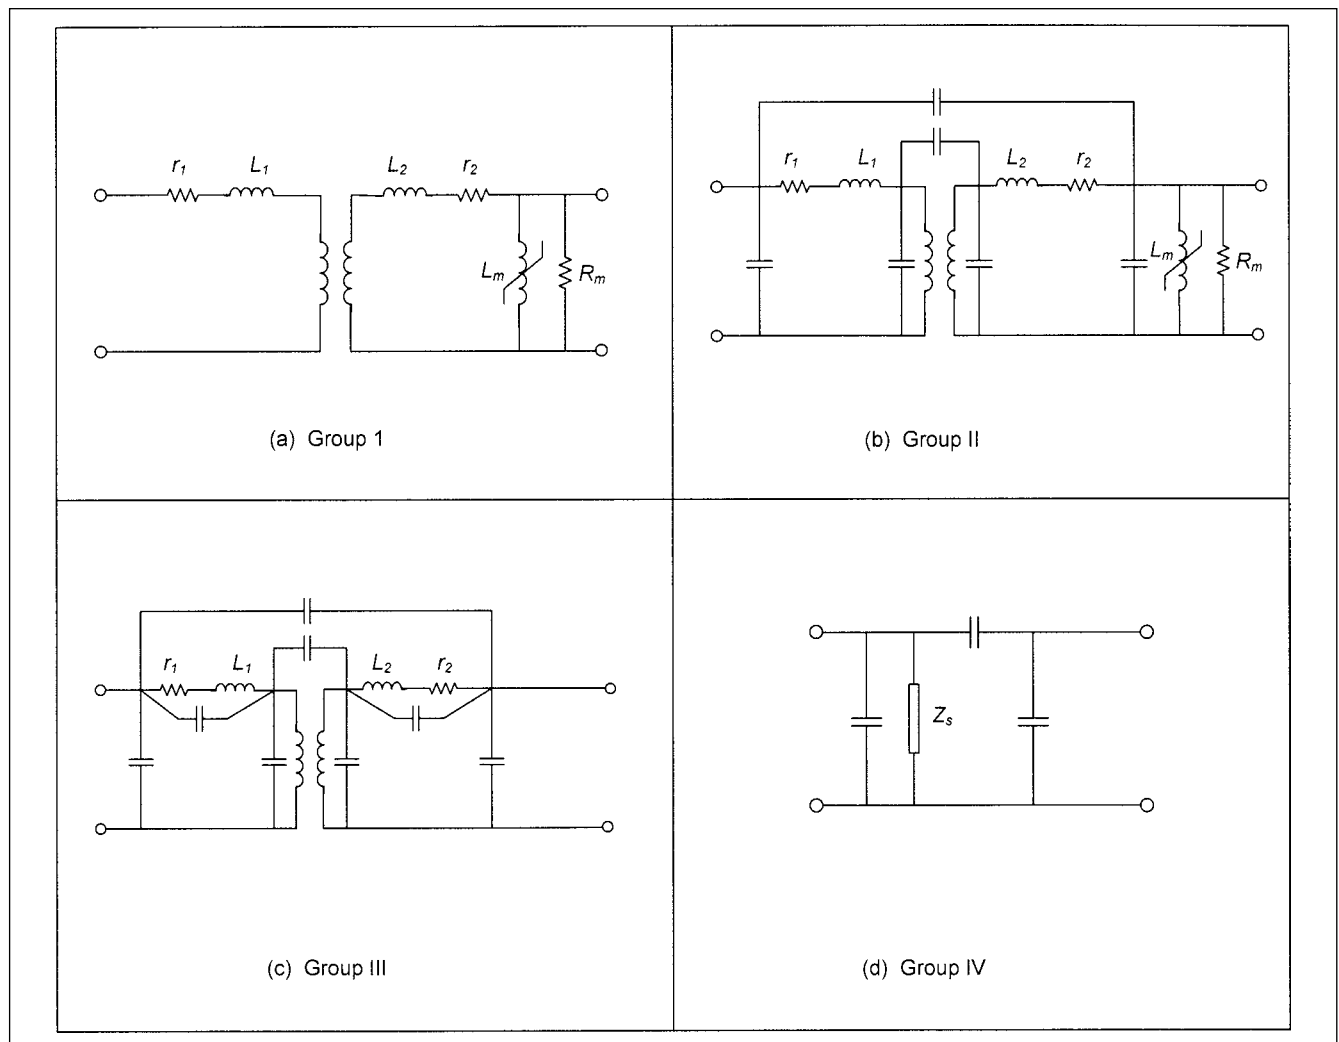 r₁ L₁ L₂ r₂
Lₘ Rₘ
(a) Group 1
r₁ L₁ L₂ r₂
Lₘ Rₘ
(b) Group II
r₁ L₁ L₂ r₂
(c) Group III
Zₛ
(d) Group IV